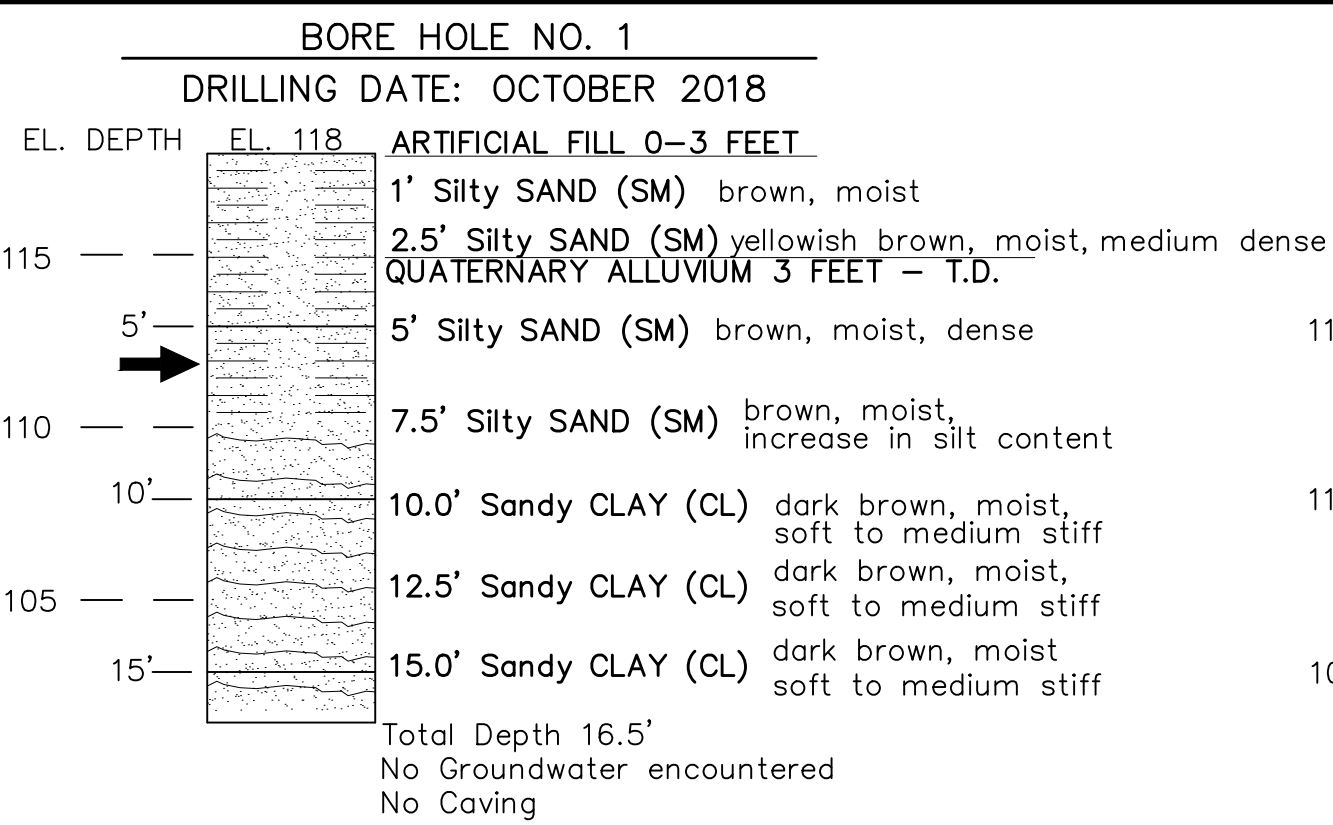 BORE HOLE NO. 1
DRILLING DATE: OCTOBER 2018
EL. DEPTH EL. 118 ARTIFICIAL FILL 0-3 FEET
1' Silty SAND (SM) brown, moist
2.5' Silty SAND (SM) yellowish brown, moist, medium dense
115
QUATERNARY ALLUVIUM 3 FEET - T.D.
5' 5' Silty SAND (SM) brown, moist, dense 11
7.5' Silty SAND (SM) brown, moist,
110 increase in silt content
10' 10.0' Sandy CLAY (CL) dark brown, moist, 11
soft to medium stiff
12.5' Sandy CLAY (CL) dark brown, moist,
105 soft to medium stiff
15' 15.0' Sandy CLAY (CL) dark brown, moist 10
soft to medium stiff
Total Depth 16.5'
No Groundwater encountered
No Caving